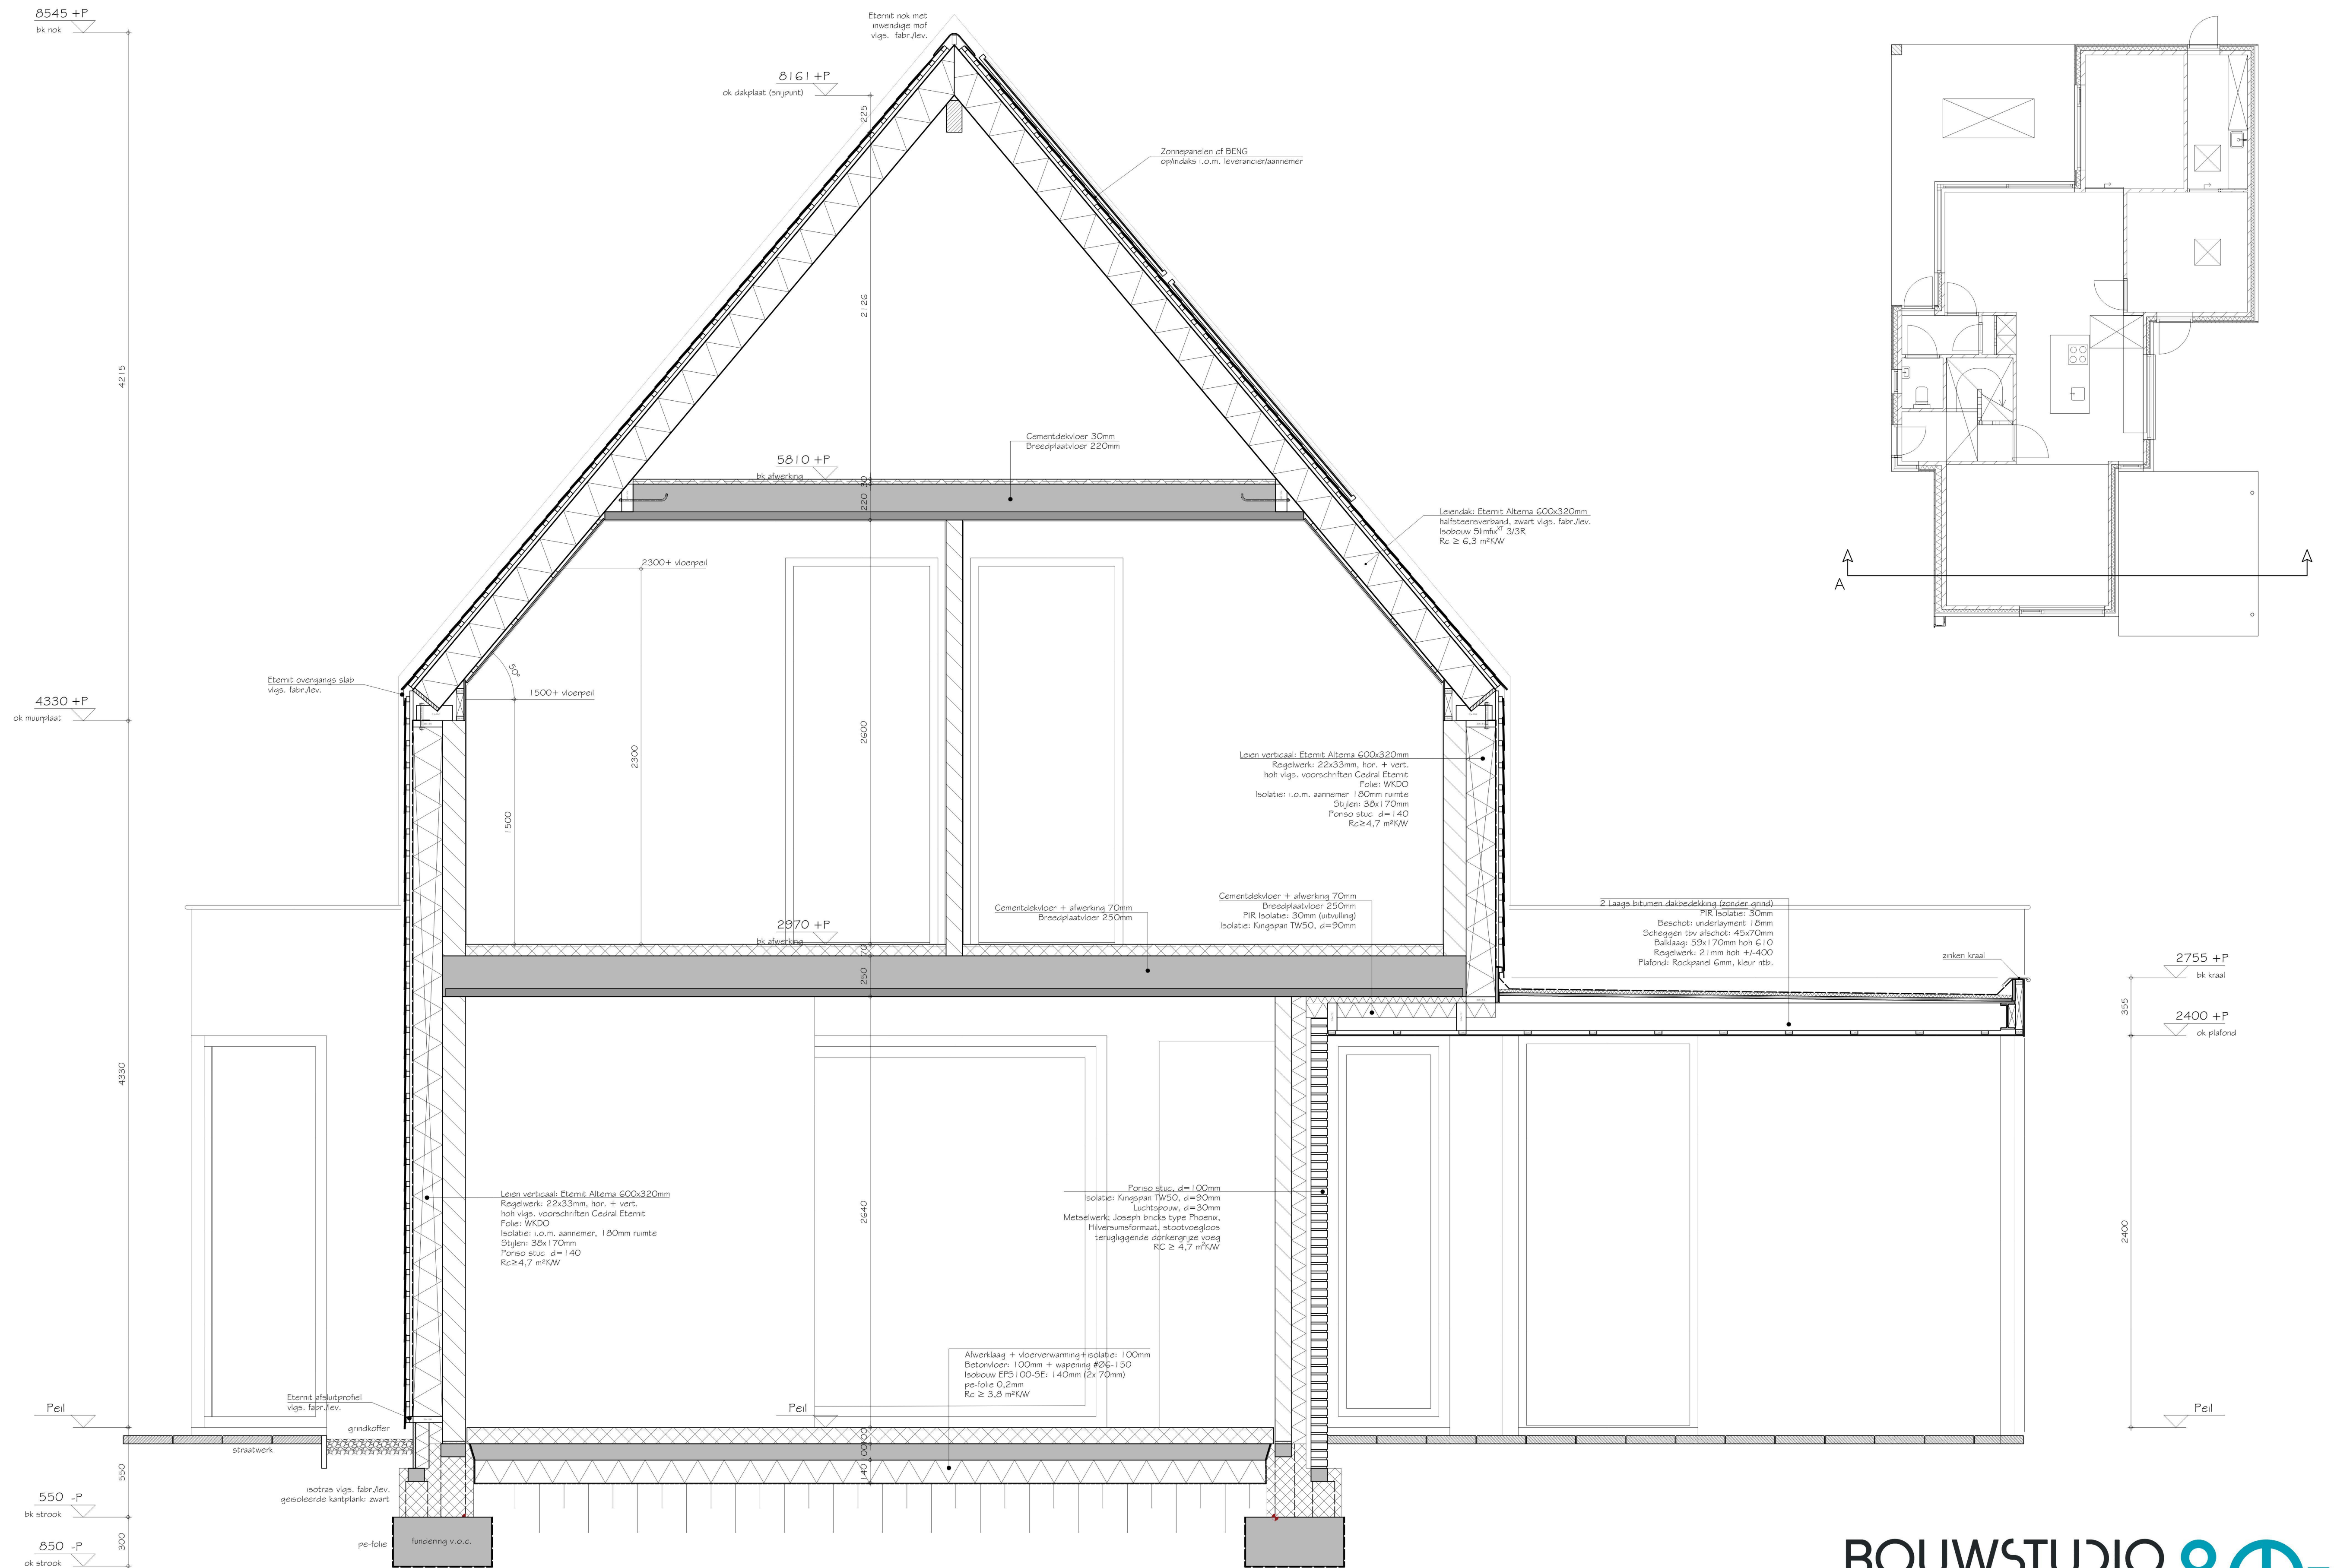 8545 +P
bk nok
Eternit nok met
inwendige mof
vlgs. fabr./lev.
8161 +P
ok dakplaat (snijpunt)
225
Zonnepanelen cf BENG
op/indaks i.o.m. leverancier/aannemer
2126
4215
Cementdekvloer 30mm
Breedplaatvloer 220mm
5810 +P
bk afwerking
30
220
Leiendak: Eternit Alterna 600x320mm
halfsteensverband, zwart vlgs. fabr./lev.
Isobouw SlimfixXT 3/3R
Rc ≥ 6,3 m²K/W
A
2300+ vloerpeil
50°
1500+ vloerpeil
Eternit overgangs slab
vlgs. fabr./lev.
4330 +P
ok muurplaat
2600
2300
1500
Leien verticaal: Eternit Alterna 600x320mm
Regelwerk: 22x33mm, hor. + vert.
hoh vlgs. voorschriften Cedral Eternit
Folie: WKDO
Isolatie: i.o.m. aannemer 180mm ruimte
Stijlen: 38x170mm
Poriso stuc d=140
Rc≥4,7 m²K/W
Cementdekvloer + afwerking 70mm
Breedplaatvloer 250mm
PIR Isolatie: 30mm (uitvulling)
Isolatie: Kingspan TW50, d=90mm
Cementdekvloer + afwerking 70mm
Breedplaatvloer 250mm
2970 +P
bk afwerking
70
250
2 Laags bitumen dakbedekking (zonder grind)
PIR Isolatie: 30mm
Beschot: underlayment 18mm
Scheggen tbv afschot: 45x70mm
Balklaag: 59x170mm hoh 610
Regelwerk: 21mm hoh +/-400
Plafond: Rockpanel 6mm, kleur ntb.
zinken kraal
2755 +P
bk kraal
355
2400 +P
ok plafond
4330
2640
2400
Leien verticaal: Eternit Alterna 600x320mm
Regelwerk: 22x33mm, hor. + vert.
hoh vlgs. voorschriften Cedral Eternit
Folie: WKDO
Isolatie: i.o.m. aannemer, 180mm ruimte
Stijlen: 38x170mm
Poriso stuc d=140
Rc≥4,7 m²K/W
Poriso stuc, d=100mm
Isolatie: Kingspan TW50, d=90mm
Luchtspouw, d=30mm
Metselwerk: Joseph bricks type Phoenix,
Hilversumsformaat, stootvoegloos
terugliggende donkergrijze voeg
RC ≥ 4,7 m²K/W
Afwerklaag + vloerverwarming+isolatie: 100mm
Betonvloer: 100mm + wapening #Ø6-150
Isobouw EPS100-SE: 140mm (2x 70mm)
pe-folie 0,2mm
Rc ≥ 3,8 m²K/W
Eternit afsluitprofiel
vlgs. fabr./lev.
Peil
Peil
Peil
grindkoffer
straatwerk
100
100
140
550
isotras vlgs. fabr./lev.
geisoleerde kantplank: zwart
550 -P
bk strook
300
pe-folie
fundering v.o.c.
850 -P
ok strook
BOUWSTUDIO